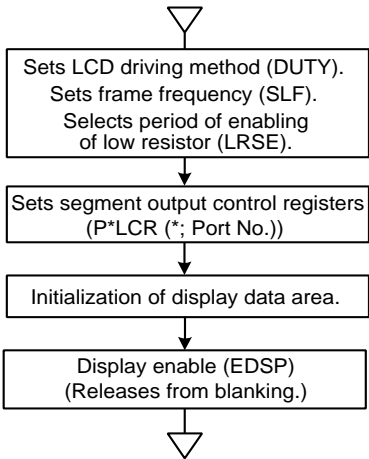 Sets LCD driving method (DUTY).
Sets frame frequency (SLF).
Selects period of enabling
of low resistor (LRSE).
Sets segment output control registers
(P*LCR (*; Port No.))
Initialization of display data area.
Display enable (EDSP)
(Releases from blanking.)